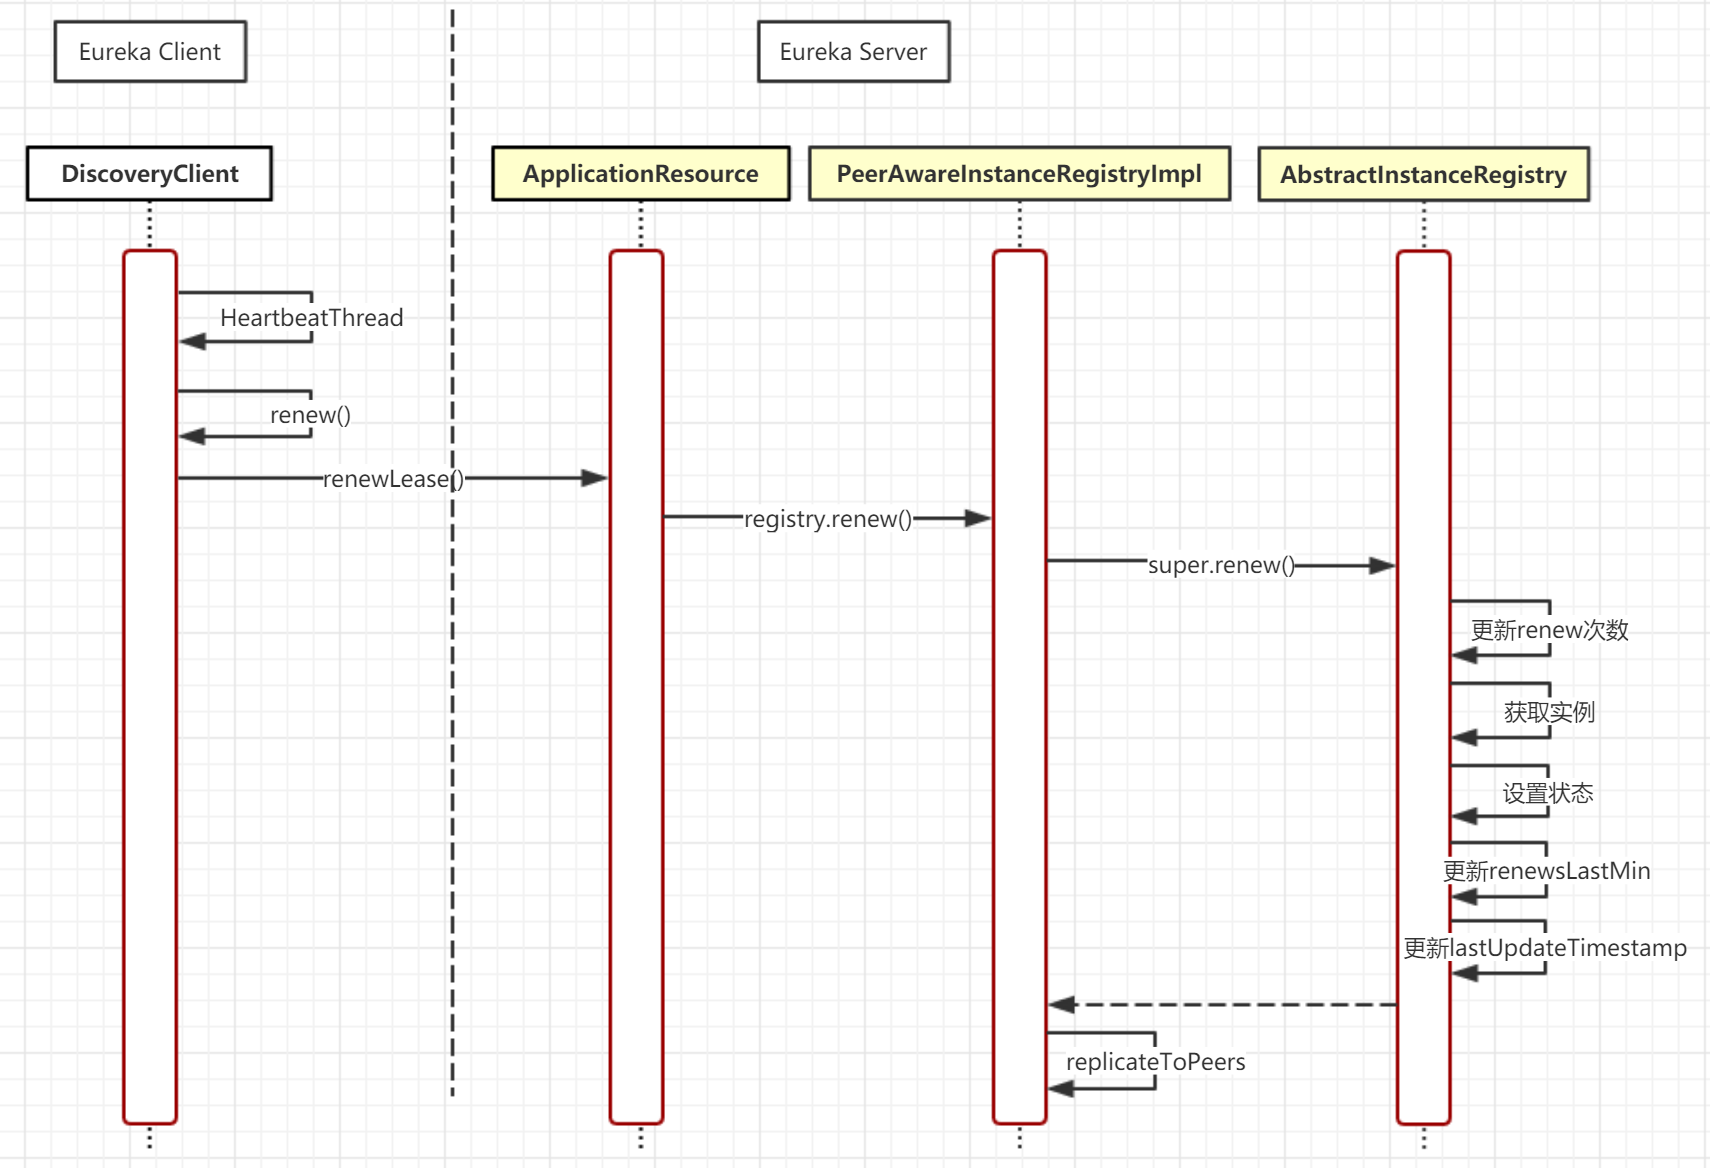 Eureka Client
Eureka Server
DiscoveryClient
ApplicationResource
PeerAwareInstanceRegistryImpl
AbstractInstanceRegistry
HeartbeatThread
renew()
renewLease()
registry.renew()
super.renew()
更新renew次数
获取实例
设置状态
更新renewsLastMin
更新lastUpdateTimestamp
replicateToPeers